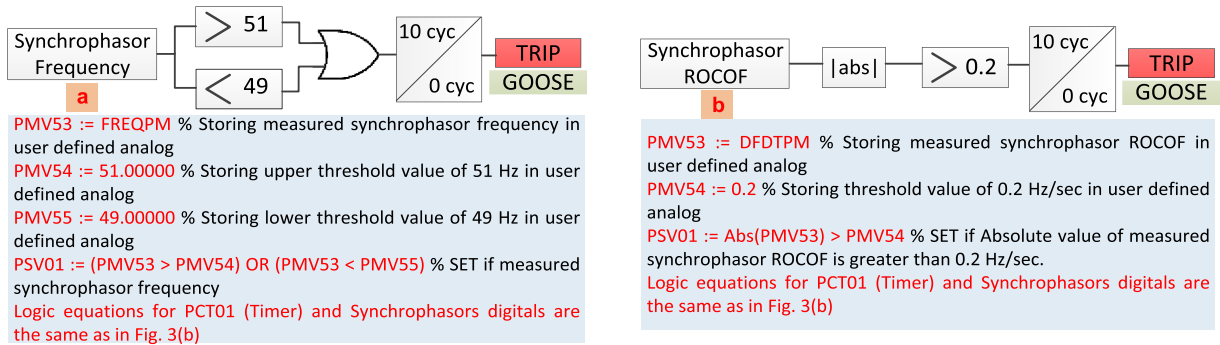 Synchrophasor
Frequency
> 51
< 49
10 cyc
0 cyc
TRIP
GOOSE
a
PMV53 := FREQPM % Storing measured synchrophasor frequency in
user defined analog
PMV54 := 51.00000 % Storing upper threshold value of 51 Hz in user
defined analog
PMV55 := 49.00000 % Storing lower threshold value of 49 Hz in user
defined analog
PSV01 := (PMV53 > PMV54) OR (PMV53 < PMV55) % SET if measured
synchrophasor frequency
Logic equations for PCT01 (Timer) and Synchrophasors digitals are
the same as in Fig. 3(b)
Synchrophasor
ROCOF
|abs|
> 0.2
10 cyc
0 cyc
TRIP
GOOSE
b
PMV53 := DFDTPM % Storing measured synchrophasor ROCOF in
user defined analog
PMV54 := 0.2 % Storing threshold value of 0.2 Hz/sec in user defined
analog
PSV01 := Abs(PMV53) > PMV54 % SET if Absolute value of measured
synchrophasor ROCOF is greater than 0.2 Hz/sec.
Logic equations for PCT01 (Timer) and Synchrophasors digitals are
the same as in Fig. 3(b)